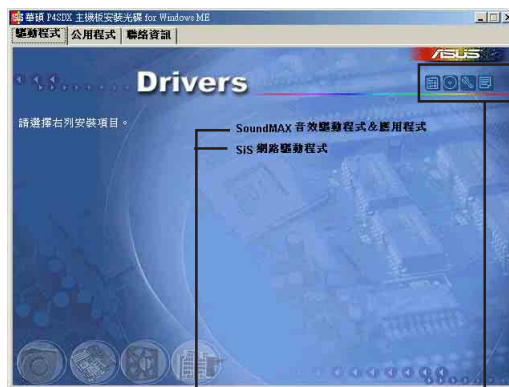 華碩 P4SDX 主機板安裝光碟 for Windows ME
驅動程式 公用程式 聯絡資訊
ASUS
Drivers
請選擇右列安裝項目。
SoundMAX 音效驅動程式&應用程式
SiS 網路驅動程式